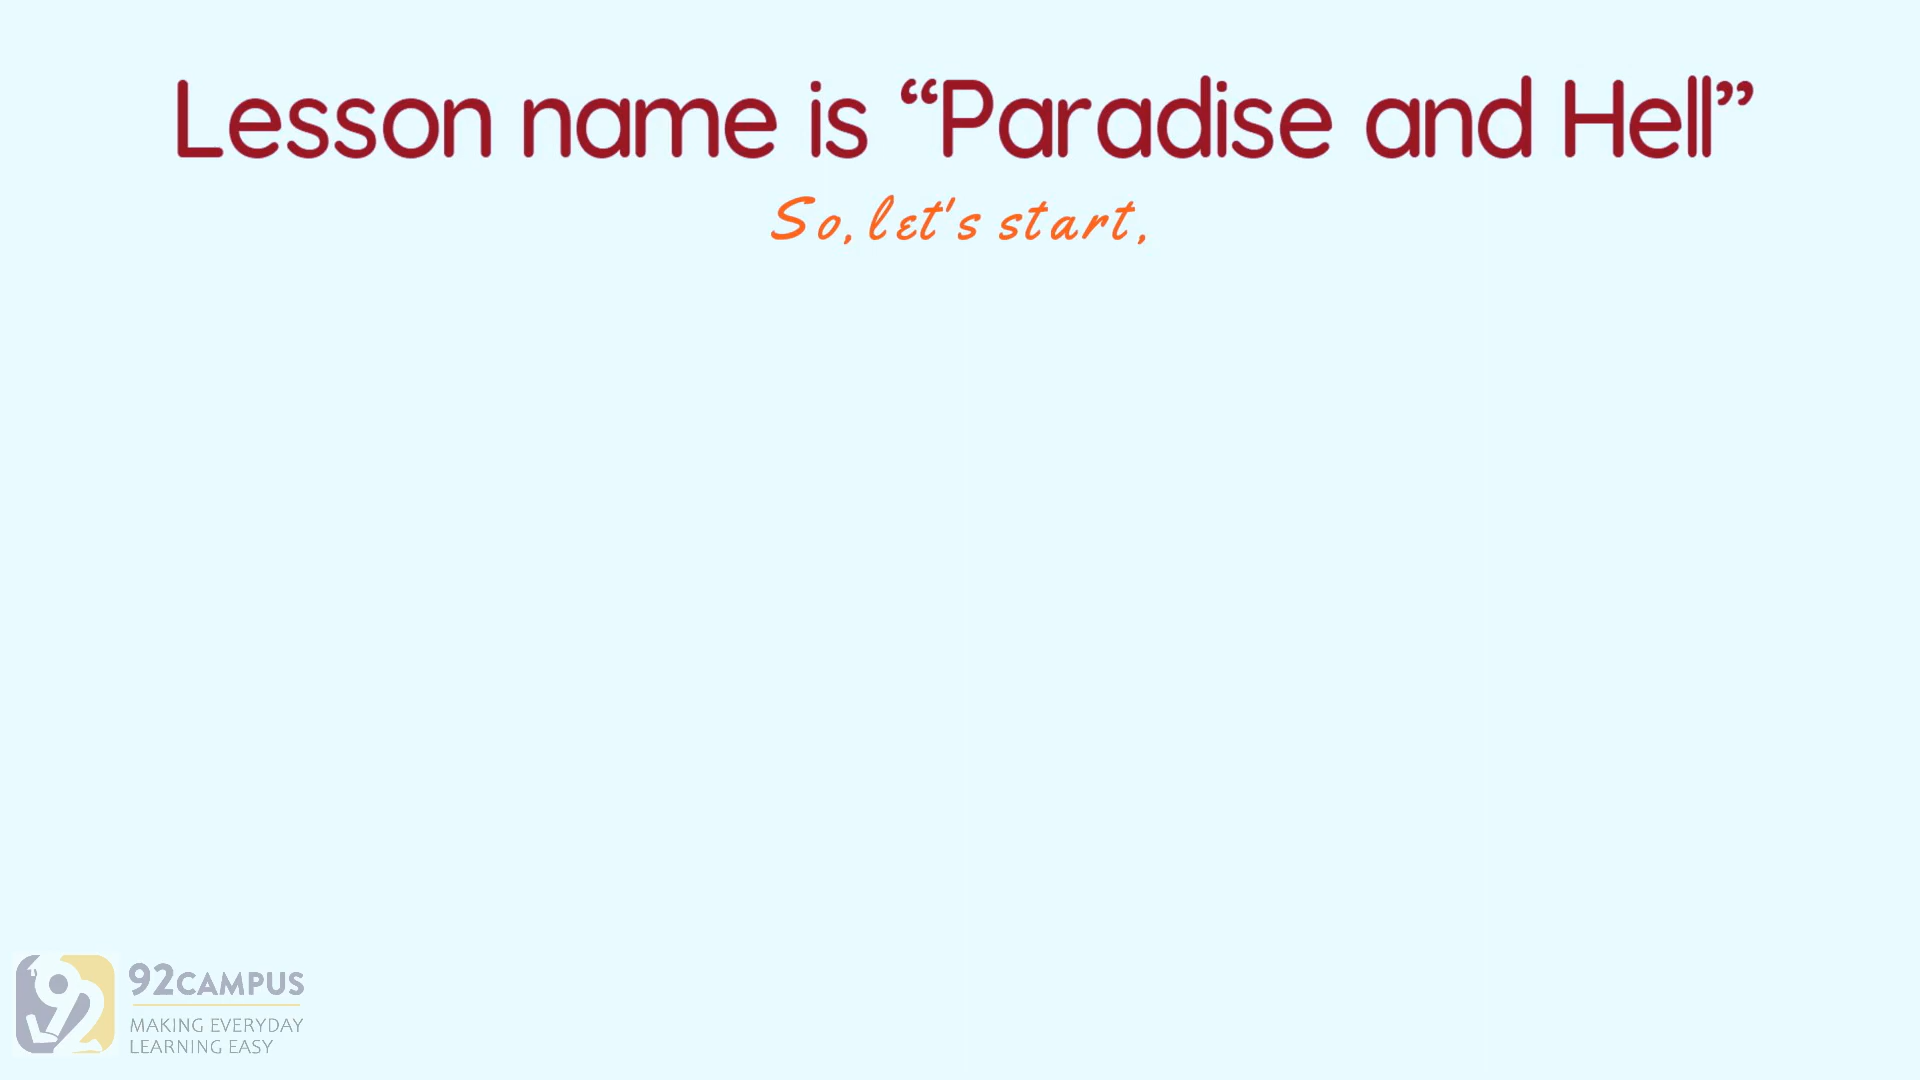 Lesson name is “Paradise and Hell”
So, let's start,
92CAMPUS
MAKING EVERYDAY
LEARNING EASY